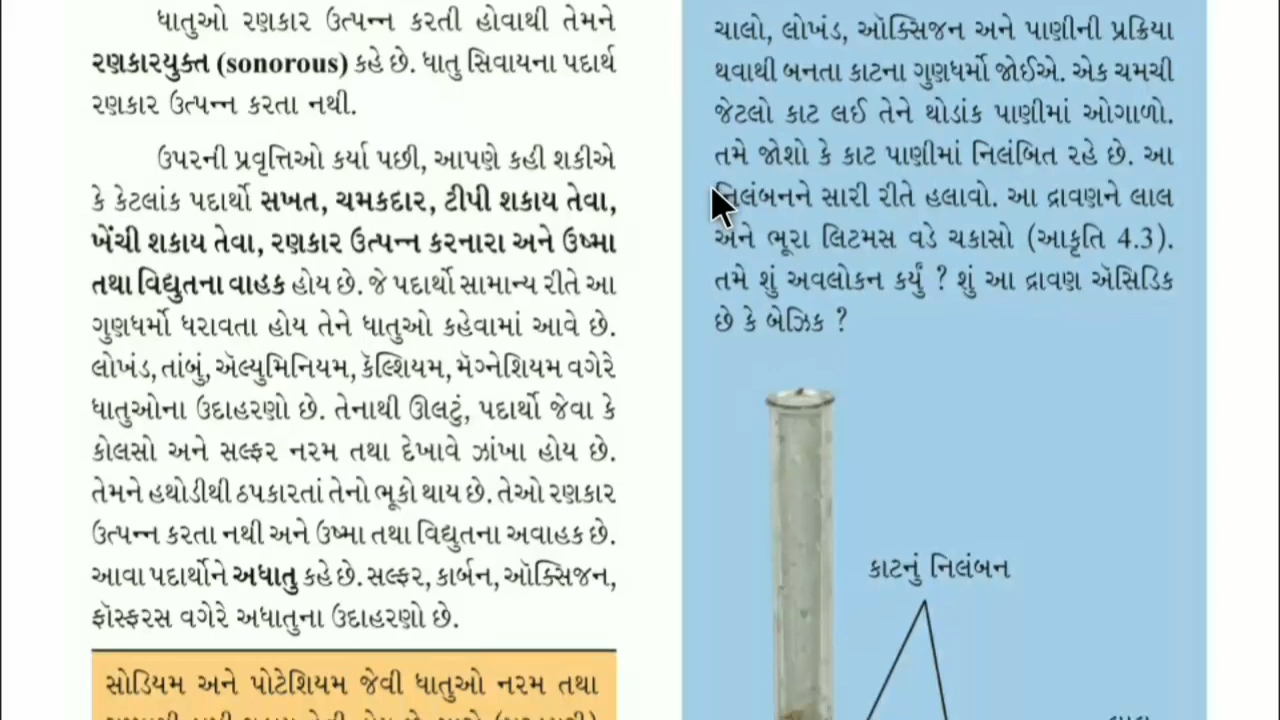 ધાતુઓ રણકાર ઉત્પન્ન કરતી હોવાથી તેમને
રણકારયુક્ત (sonorous) કહે છે. ધાતુ સિવાયના પદાર્થ
રણકાર ઉત્પન્ન કરતા નથી.
ઉપરની પ્રવૃત્તિઓ કર્યા પછી, આપણે કહી શકીએ
કે કેટલાંક પદાર્થો સખત, ચમકદાર, ટીપી શકાય તેવા,
ખેંચી શકાય તેવા, રણકાર ઉત્પન્ન કરનારા અને ઉષ્મા
તથા વિદ્યુતના વાહક હોય છે. જે પદાર્થો સામાન્ય રીતે આ
ગુણધર્મો ધરાવતા હોય તેને ધાતુઓ કહેવામાં આવે છે.
લોખંડ, તાંબું, ઍલ્યુમિનિયમ, કૅલ્શિયમ, મૅગ્નેશિયમ વગેરે
ધાતુઓના ઉદાહરણો છે. તેનાથી ઊલટું, પદાર્થો જેવા કે
કોલસો અને સલ્ફર નરમ તથા દેખાવે ઝાંખા હોય છે.
તેમને હથોડીથી ઠપકારતાં તેનો ભૂકો થાય છે. તેઓ રણકાર
ઉત્પન્ન કરતા નથી અને ઉષ્મા તથા વિદ્યુતના અવાહક છે.
આવા પદાર્થોને અધાતુ કહે છે. સલ્ફર, કાર્બન, ઑક્સિજન,
ફૉસ્ફરસ વગેરે અધાતુના ઉદાહરણો છે.
સોડિયમ અને પોટેશિયમ જેવી ધાતુઓ નરમ તથા
ચાલો, લોખંડ, ઑક્સિજન અને પાણીની પ્રક્રિયા
થવાથી બનતા કાટના ગુણધર્મો જોઈએ. એક ચમચી
જેટલો કાટ લઈ તેને થોડાંક પાણીમાં ઓગાળો.
તમે જોશો કે કાટ પાણીમાં નિલંબિત રહે છે. આ
નિલંબનને સારી રીતે હલાવો. આ દ્રાવણને લાલ
અને ભૂરા લિટમસ વડે ચકાસો (આકૃતિ 4.3).
તમે શું અવલોકન કર્યું ? શું આ દ્રાવણ ઍસિડિક
છે કે બેઝિક ?
કાટનું નિલંબન